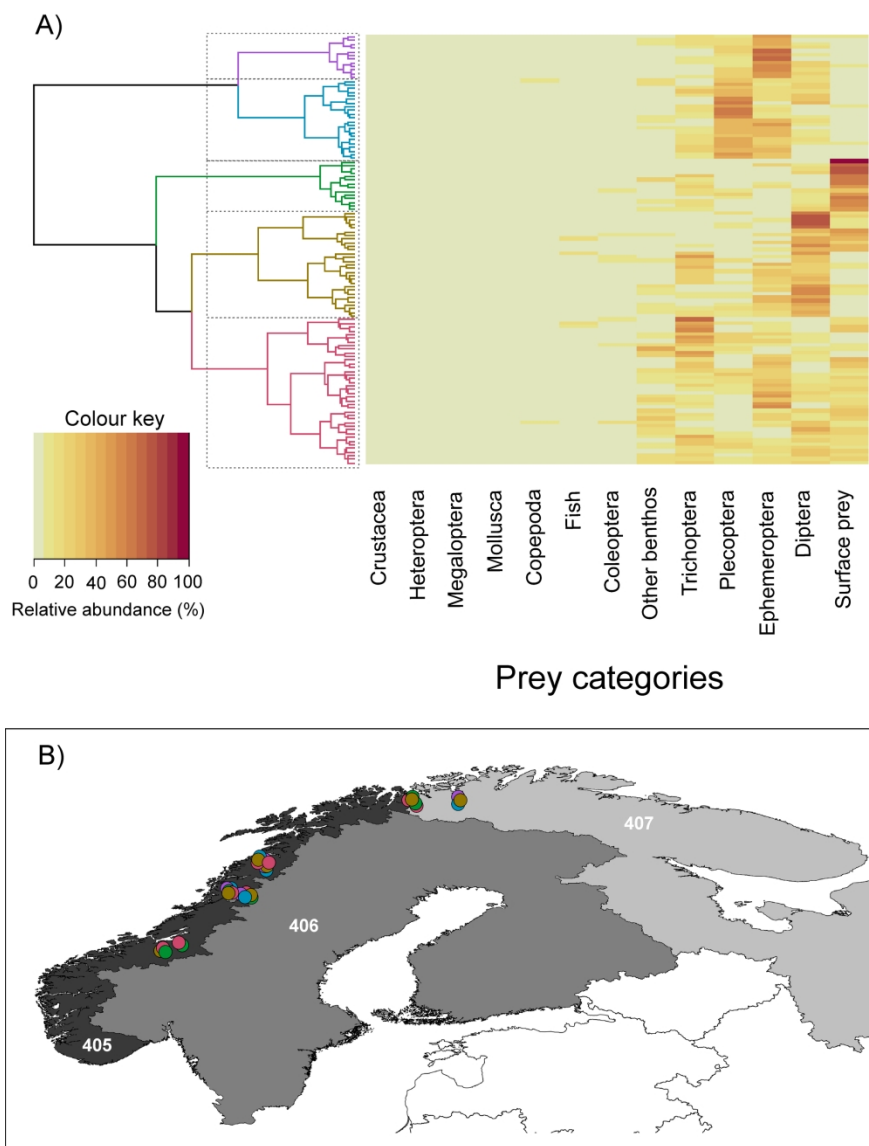 A)
Colour key
0 20 40 60 80 100
Relative abundance (%)
Crustacea
Heteroptera
Megaloptera
Mollusca
Copepoda
Fish
Coleoptera
Other benthos
Trichoptera
Plecoptera
Ephemeroptera
Diptera
Surface prey
Prey categories
B)
407
406
405